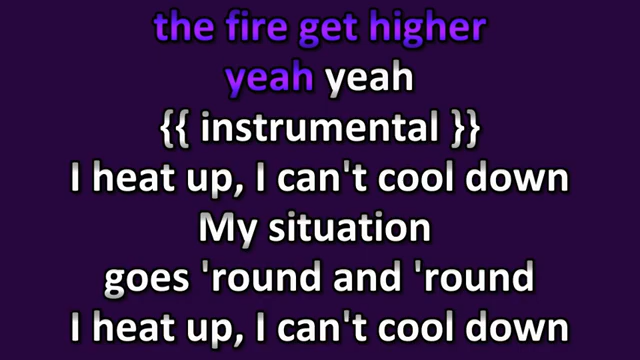 the fire get higher
yeah yeah
{{ instrumental }}
I heat up, I can't cool down
My situation
goes 'round and 'round
I heat up, I can't cool down